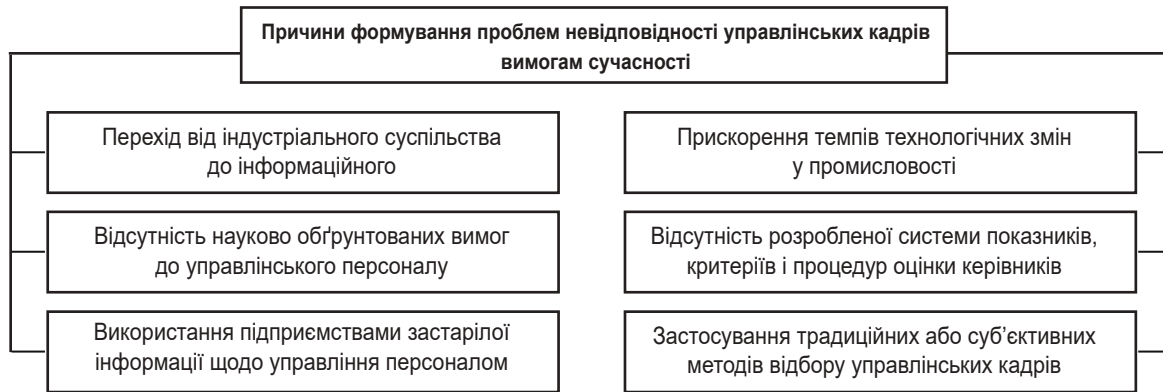 Причини формування проблем невідповідності управлінських кадрів
вимогам сучасності
Перехід від індустріального суспільства
до інформаційного
Прискорення темпів технологічних змін
у промисловості
Відсутність науково обґрунтованих вимог
до управлінського персоналу
Відсутність розробленої системи показників,
критеріїв і процедур оцінки керівників
Використання підприємствами застарілої
інформації щодо управління персоналом
Застосування традиційних або суб’єктивних
методів відбору управлінських кадрів